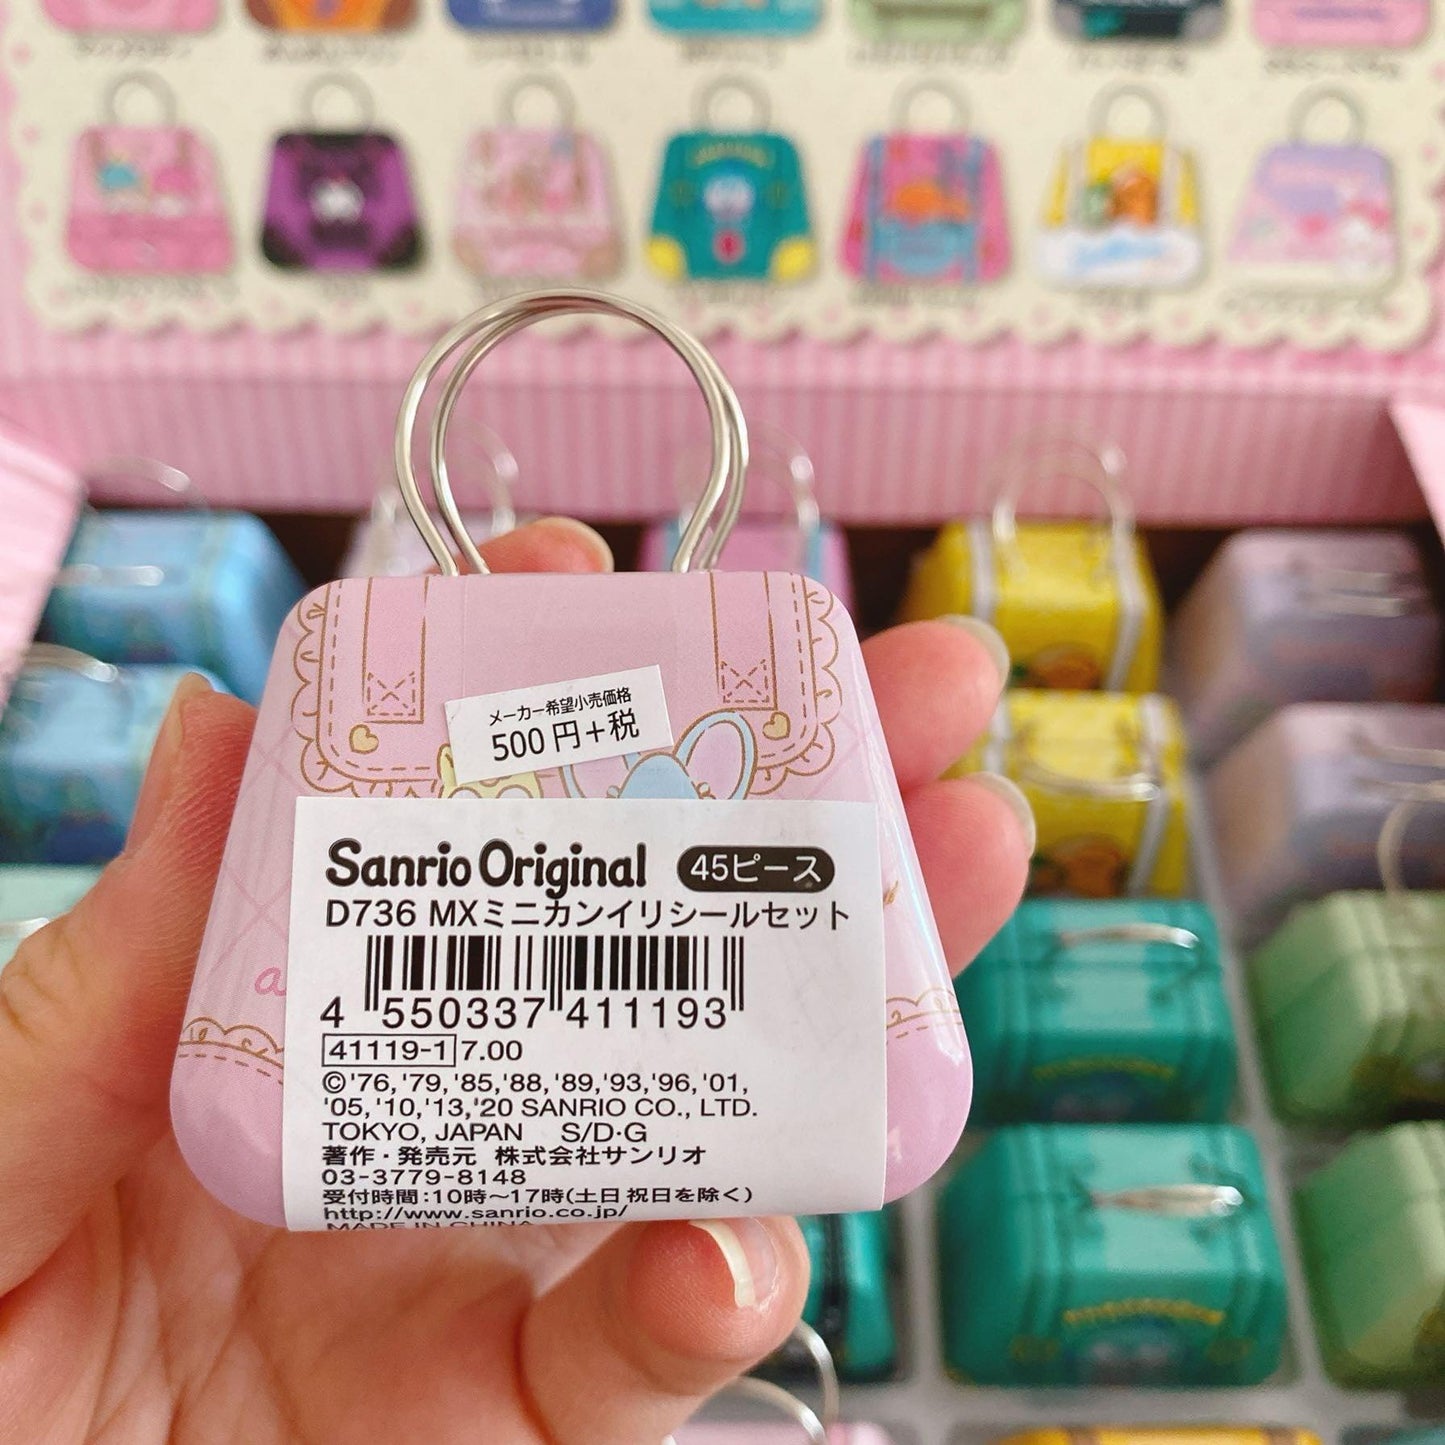 メーカー希望小売価格
500円+税
Sanrio Original 45ピース
D736 MXミニカンイリシールセット
4 550337 411193
41119-1 7.00
©'76,'79,'85,'88,'89,'93,'96,'01,
'05,'10,'13,'20 SANRIO CO., LTD.
TOKYO, JAPAN S/D·G
著作・発売元 株式会社サンリオ
03-3779-8148
受付時間:10時〜17時(土日祝日を除く)
http://www.sanrio.co.jp/
MADE IN CHINA